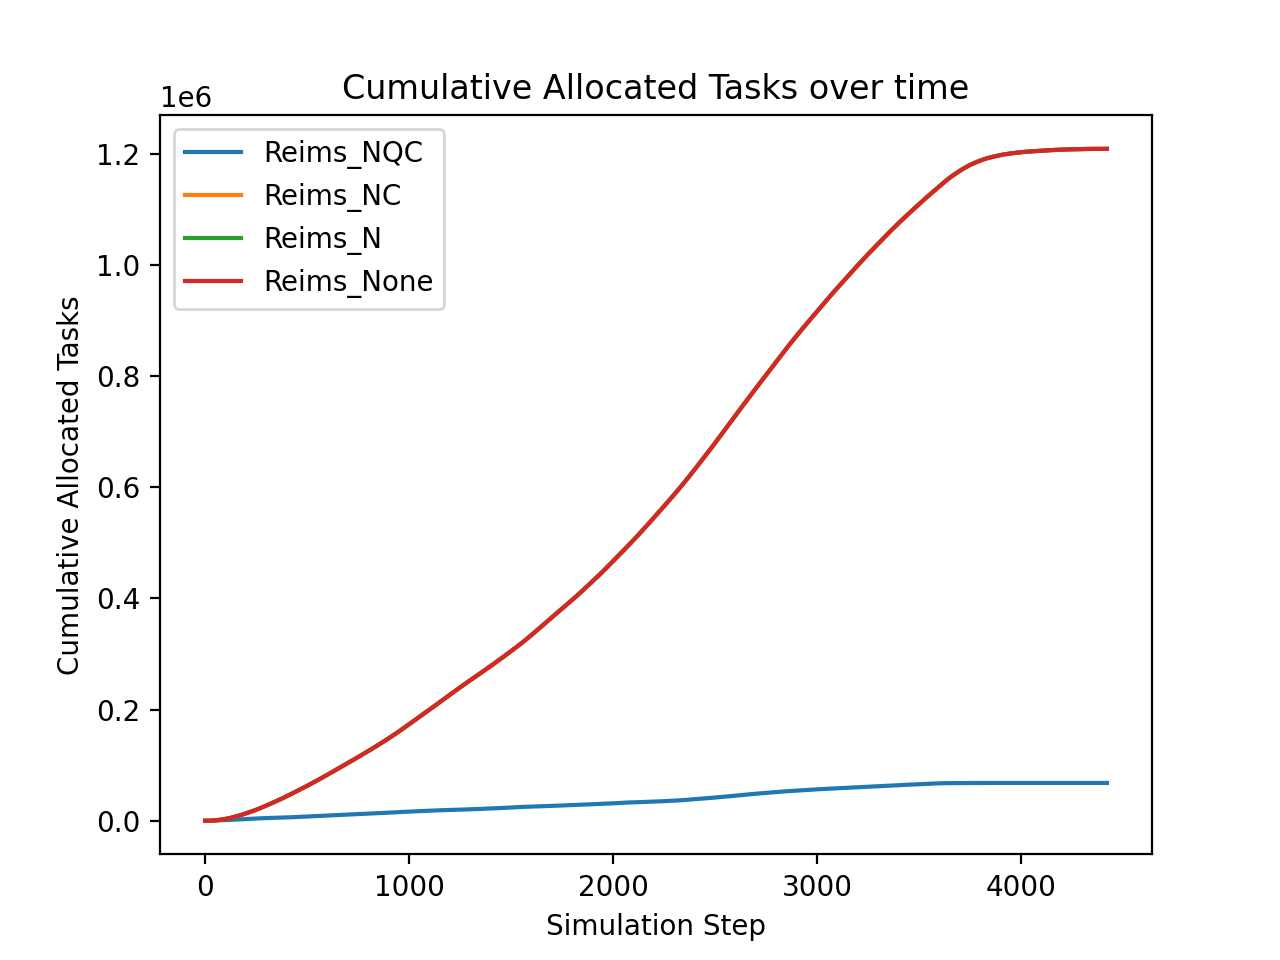 Cumulative Allocated Tasks over time
1e6
Reims_NQC
Reims_NC
Reims_N
Reims_None
1.2
1.0
0.8
0.6
0.4
0.2
0.0
Cumulative Allocated Tasks
0 1000 2000 3000 4000
Simulation Step